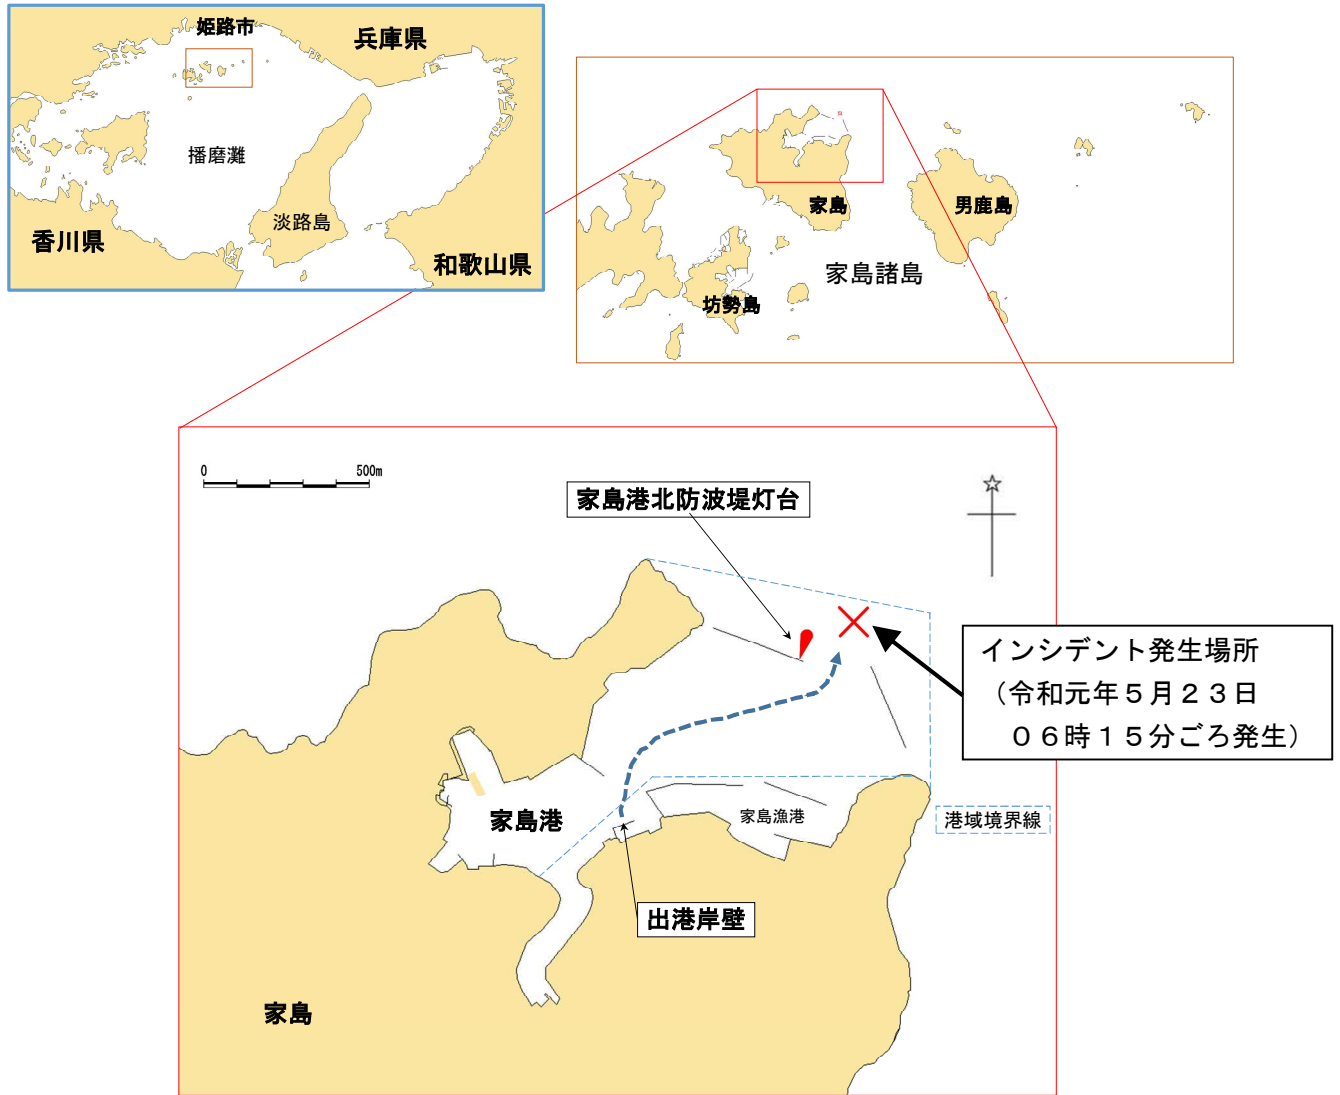 姫路市
兵庫県
播磨灘
淡路島
香川県
和歌山県
家島
男鹿島
家島諸島
坊勢島
0 500m
家島港北防波堤灯台
インシデント発生場所
（令和元年５月２３日
０６時１５分ごろ発生）
家島港
家島漁港
港域境界線
出港岸壁
家島